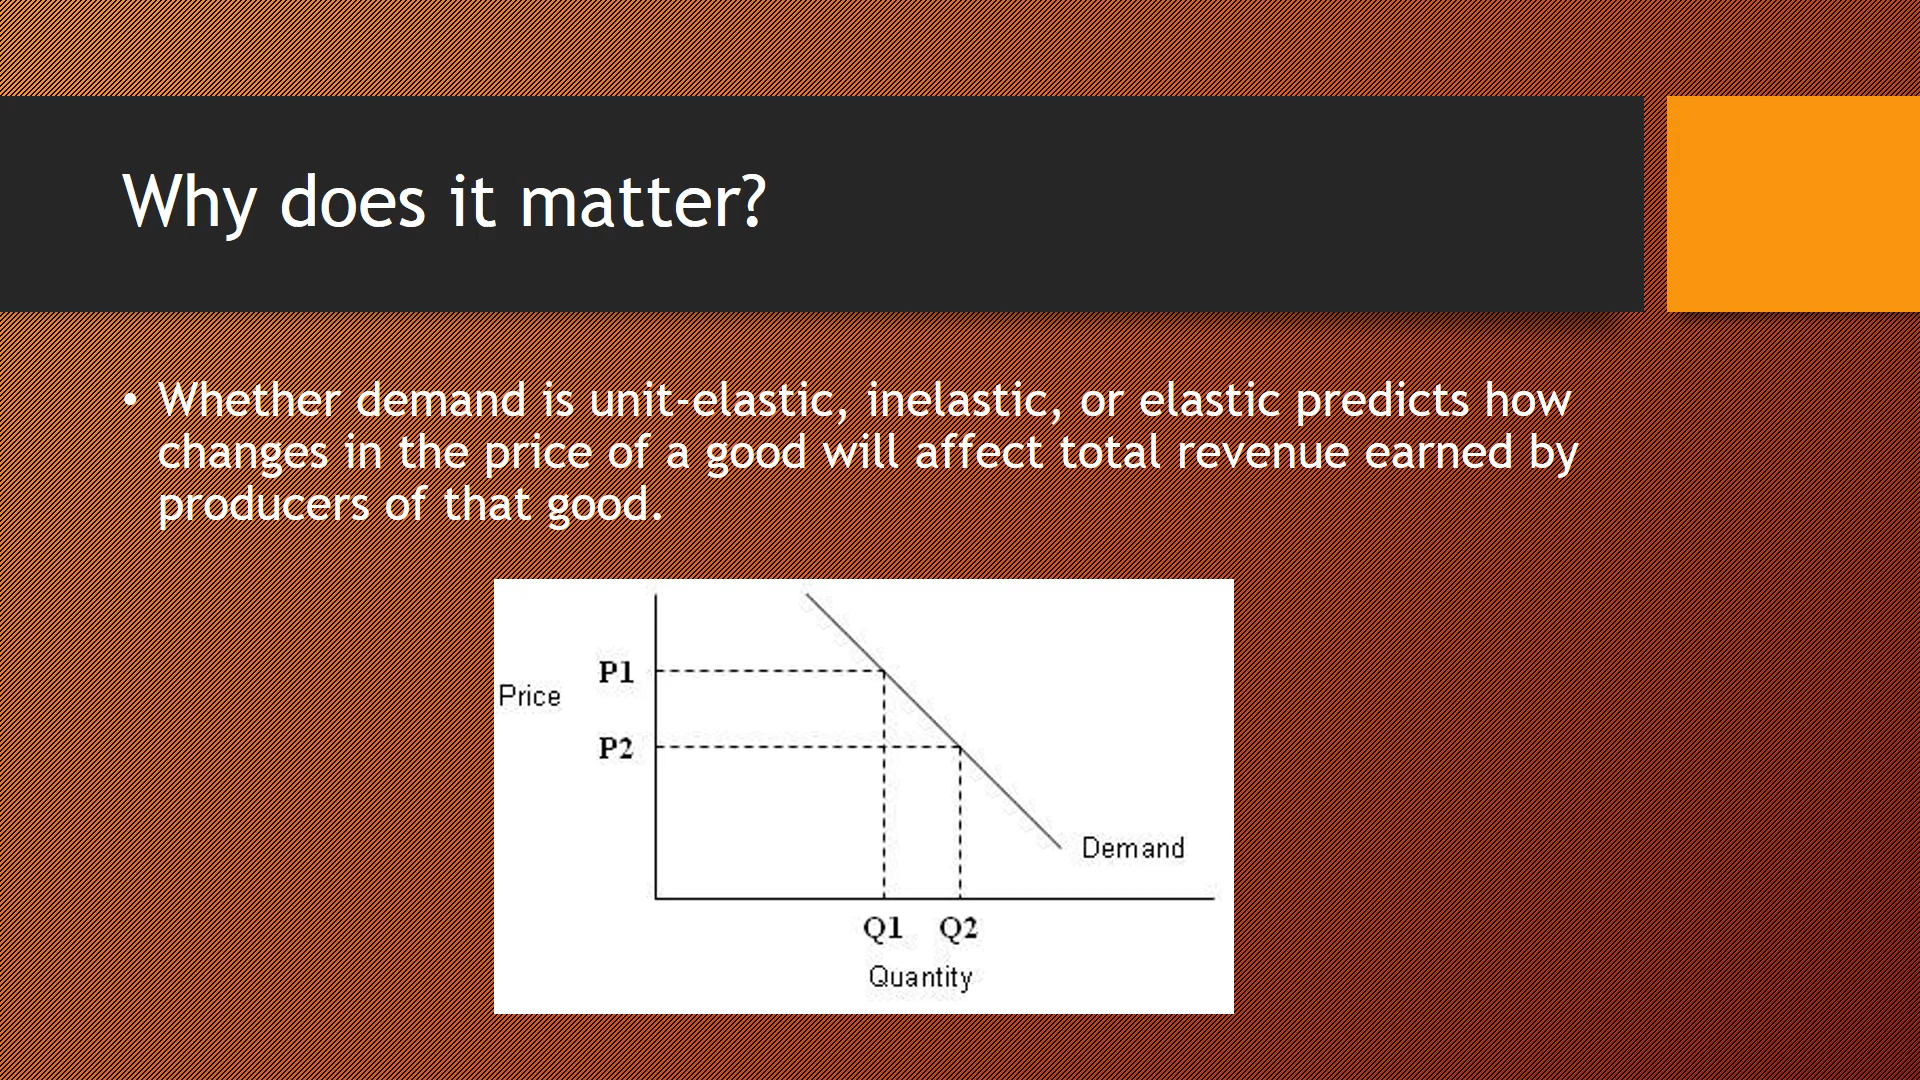 Why does it matter?
• Whether demand is unit-elastic, inelastic, or elastic predicts how
changes in the price of a good will affect total revenue earned by
producers of that good.
P1
Price
P2
Demand
Q1 Q2
Quantity